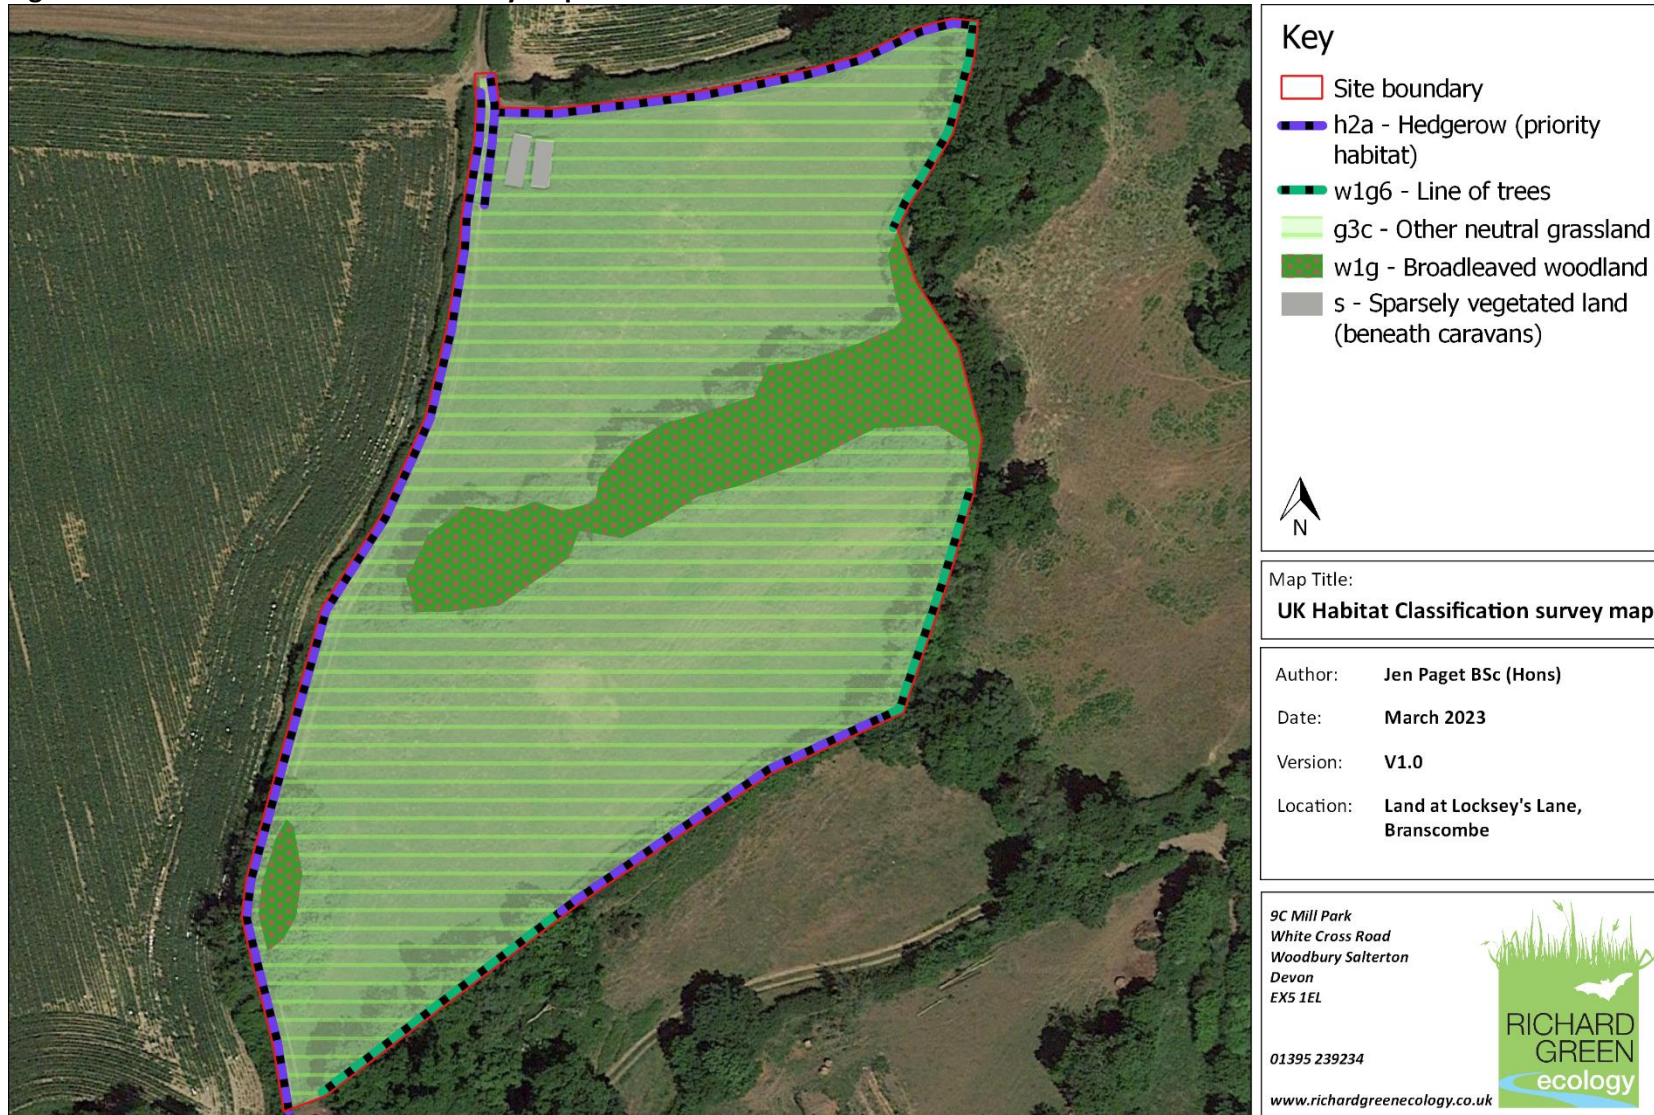 Key
Site boundary
h2a - Hedgerow (priority
habitat)
w1g6 - Line of trees
g3c - Other neutral grassland
w1g - Broadleaved woodland
s - Sparsely vegetated land
(beneath caravans)
N
Map Title:
UK Habitat Classification survey map
Author: Jen Paget BSc (Hons)
Date: March 2023
Version: V1.0
Location: Land at Locksey's Lane,
Branscombe
9C Mill Park
White Cross Road
Woodbury Salterton
Devon
EX5 1EL
01395 239234
www.richardgreenecology.co.uk
RICHARD
GREEN
ecology